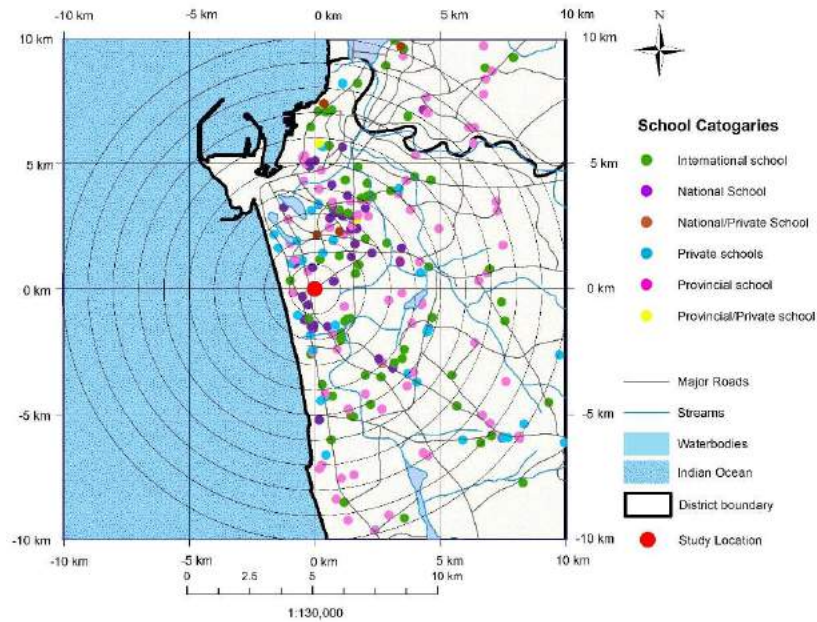 -10 km -5 km 0 km 5 km 10 km
10 km 10 km
N
School Catogaries
International school
National School
National/Private School
Private schools
Provincial school
Provincial/Private school
5 km 5 km
0 km 0 km
-5 km -5 km
-10 km -10 km
Major Roads
Streams
Waterbodies
Indian Ocean
District boundary
Study Location
-10 km -5 km 0 km 5 km 10 km
0 2.5 5 10 km
1:130,000